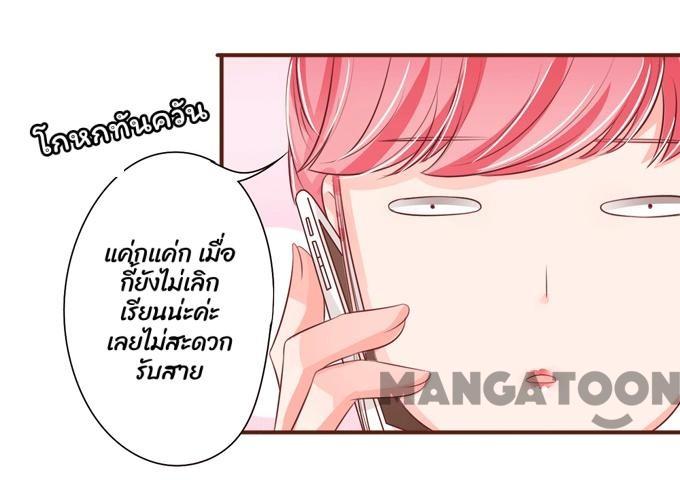 โกหกทันควัน
แค่กแค่ก เมื่อ
กี้ยังไม่เลิก
เรียนน่ะค่ะ
เลยไม่สะดวก
รับสาย
MANGATOON